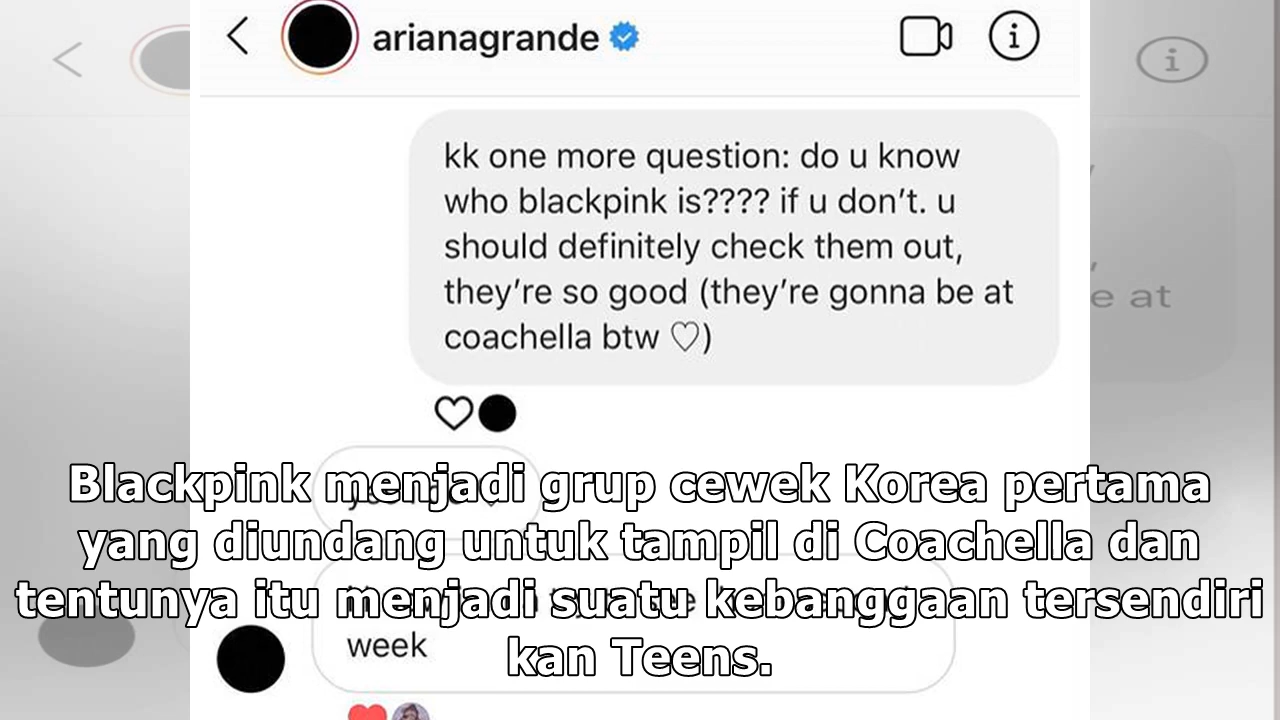 arianagrande
kk one more question: do u know
who blackpink is???? if u don't. u
should definitely check them out,
they're so good (they're gonna be at
coachella btw ♡)
Blackpink menjadi grup cewek Korea pertama
yang diundang untuk tampil di Coachella dan
tentunya itu menjadi suatu kebanggaan tersendiri
week
kan Teens.
e at